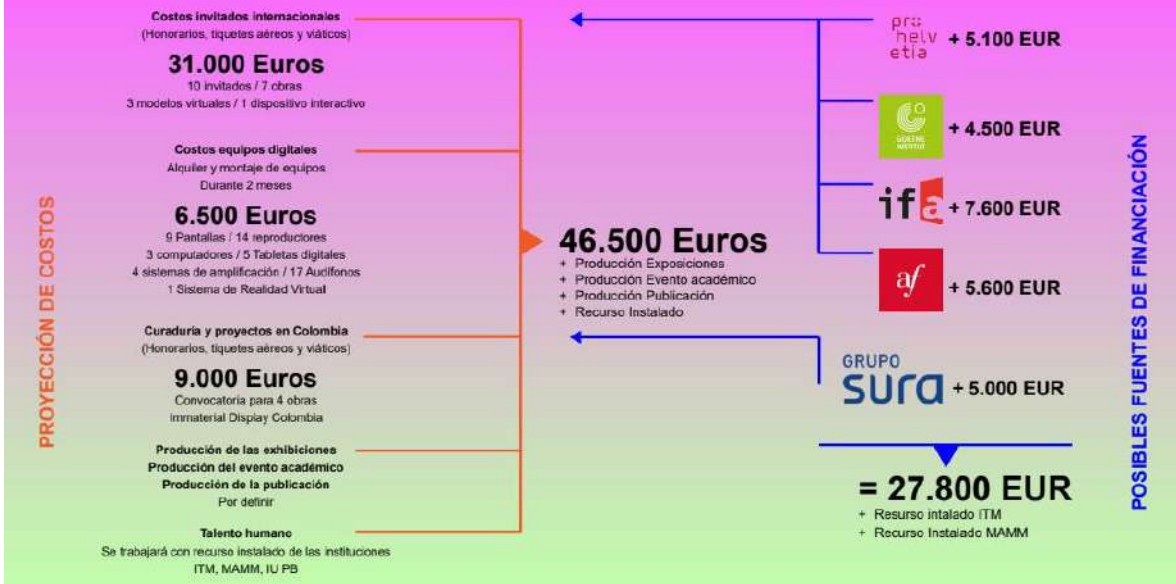 PROYECCIÓN DE COSTOS
Costos invitados internacionales
(Honorarios, tiquetes aéreos y viáticos)
31.000 Euros
10 invitados / 7 obras
3 modelos virtuales / 1 dispositivo interactivo
Costos equipos digitales
Alquiler y montaje de equipos
Durante 2 meses
6.500 Euros
9 Pantallas / 14 reproductores
3 computadores / 5 Tabletas digitales
4 sistemas de amplificación / 17 Audífonos
1 Sistema de Realidad Virtual
Curaduría y proyectos en Colombia
(Honorarios, tiquetes aéreos y viáticos)
9.000 Euros
Convocatoria para 4 obras
Immaterial Display Colombia
Producción de las exhibiciones
Producción del evento académico
Producción de la publicación
Por definir
Talento humano
Se trabajará con recurso instalado de las instituciones
ITM, MAMM, IU PB
46.500 Euros
+ Producción Exposiciones
+ Producción Evento académico
+ Producción Publicación
+ Recurso Instalado
pro
helv
etia
+ 5.100 EUR
GOETHE
INSTITUT
+ 4.500 EUR
ifa
+ 7.600 EUR
af
+ 5.600 EUR
GRUPO
sura
+ 5.000 EUR
= 27.800 EUR
+ Resurso intalado ITM
+ Recurso Instalado MAMM
POSIBLES FUENTES DE FINANCIACIÓN